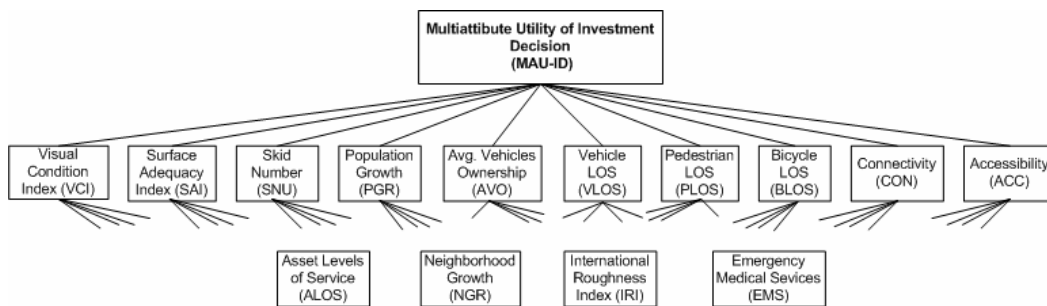 Multiattibute Utility of Investment
Decision
(MAU-ID)
Visual
Condition
Index (VCI)
Surface
Adequacy
Index (SAI)
Skid
Number
(SNU)
Population
Growth
(PGR)
Avg. Vehicles
Ownership
(AVO)
Vehicle
LOS
(VLOS)
Pedestrian
LOS
(PLOS)
Bicycle
LOS
(BLOS)
Connectivity
(CON)
Accessibility
(ACC)
Asset Levels
of Service
(ALOS)
Neighborhood
Growth
(NGR)
International
Roughness
Index (IRI)
Emergency
Medical Sevices
(EMS)